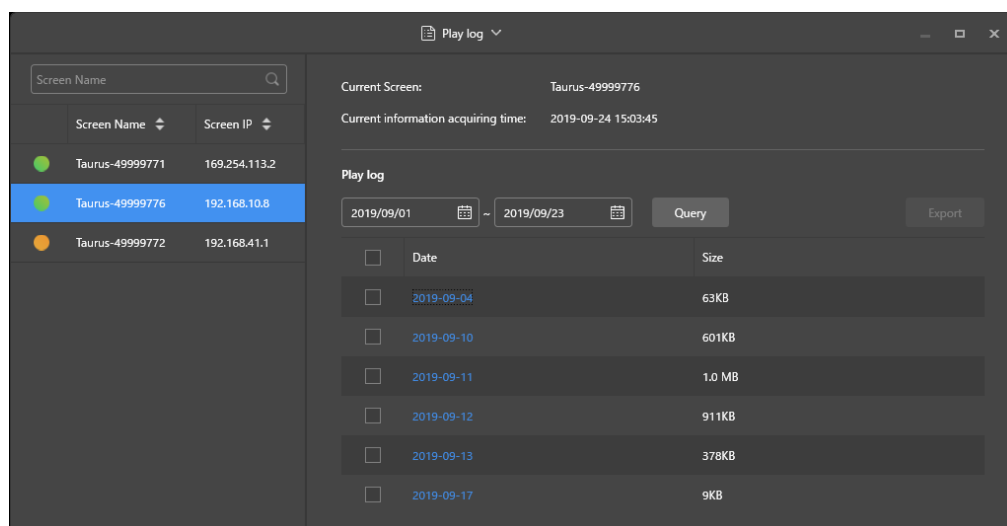 Play log
Screen Name
Screen Name Screen IP
Taurus-49999771 169.254.113.2
Taurus-49999776 192.168.10.8
Taurus-49999772 192.168.41.1
Current Screen: Taurus-49999776
Current information acquiring time: 2019-09-24 15:03:45
Play log
2019/09/01 ~ 2019/09/23 Query Export
Date Size
2019-09-04 63KB
2019-09-10 601KB
2019-09-11 1.0 MB
2019-09-12 911KB
2019-09-13 378KB
2019-09-17 9KB